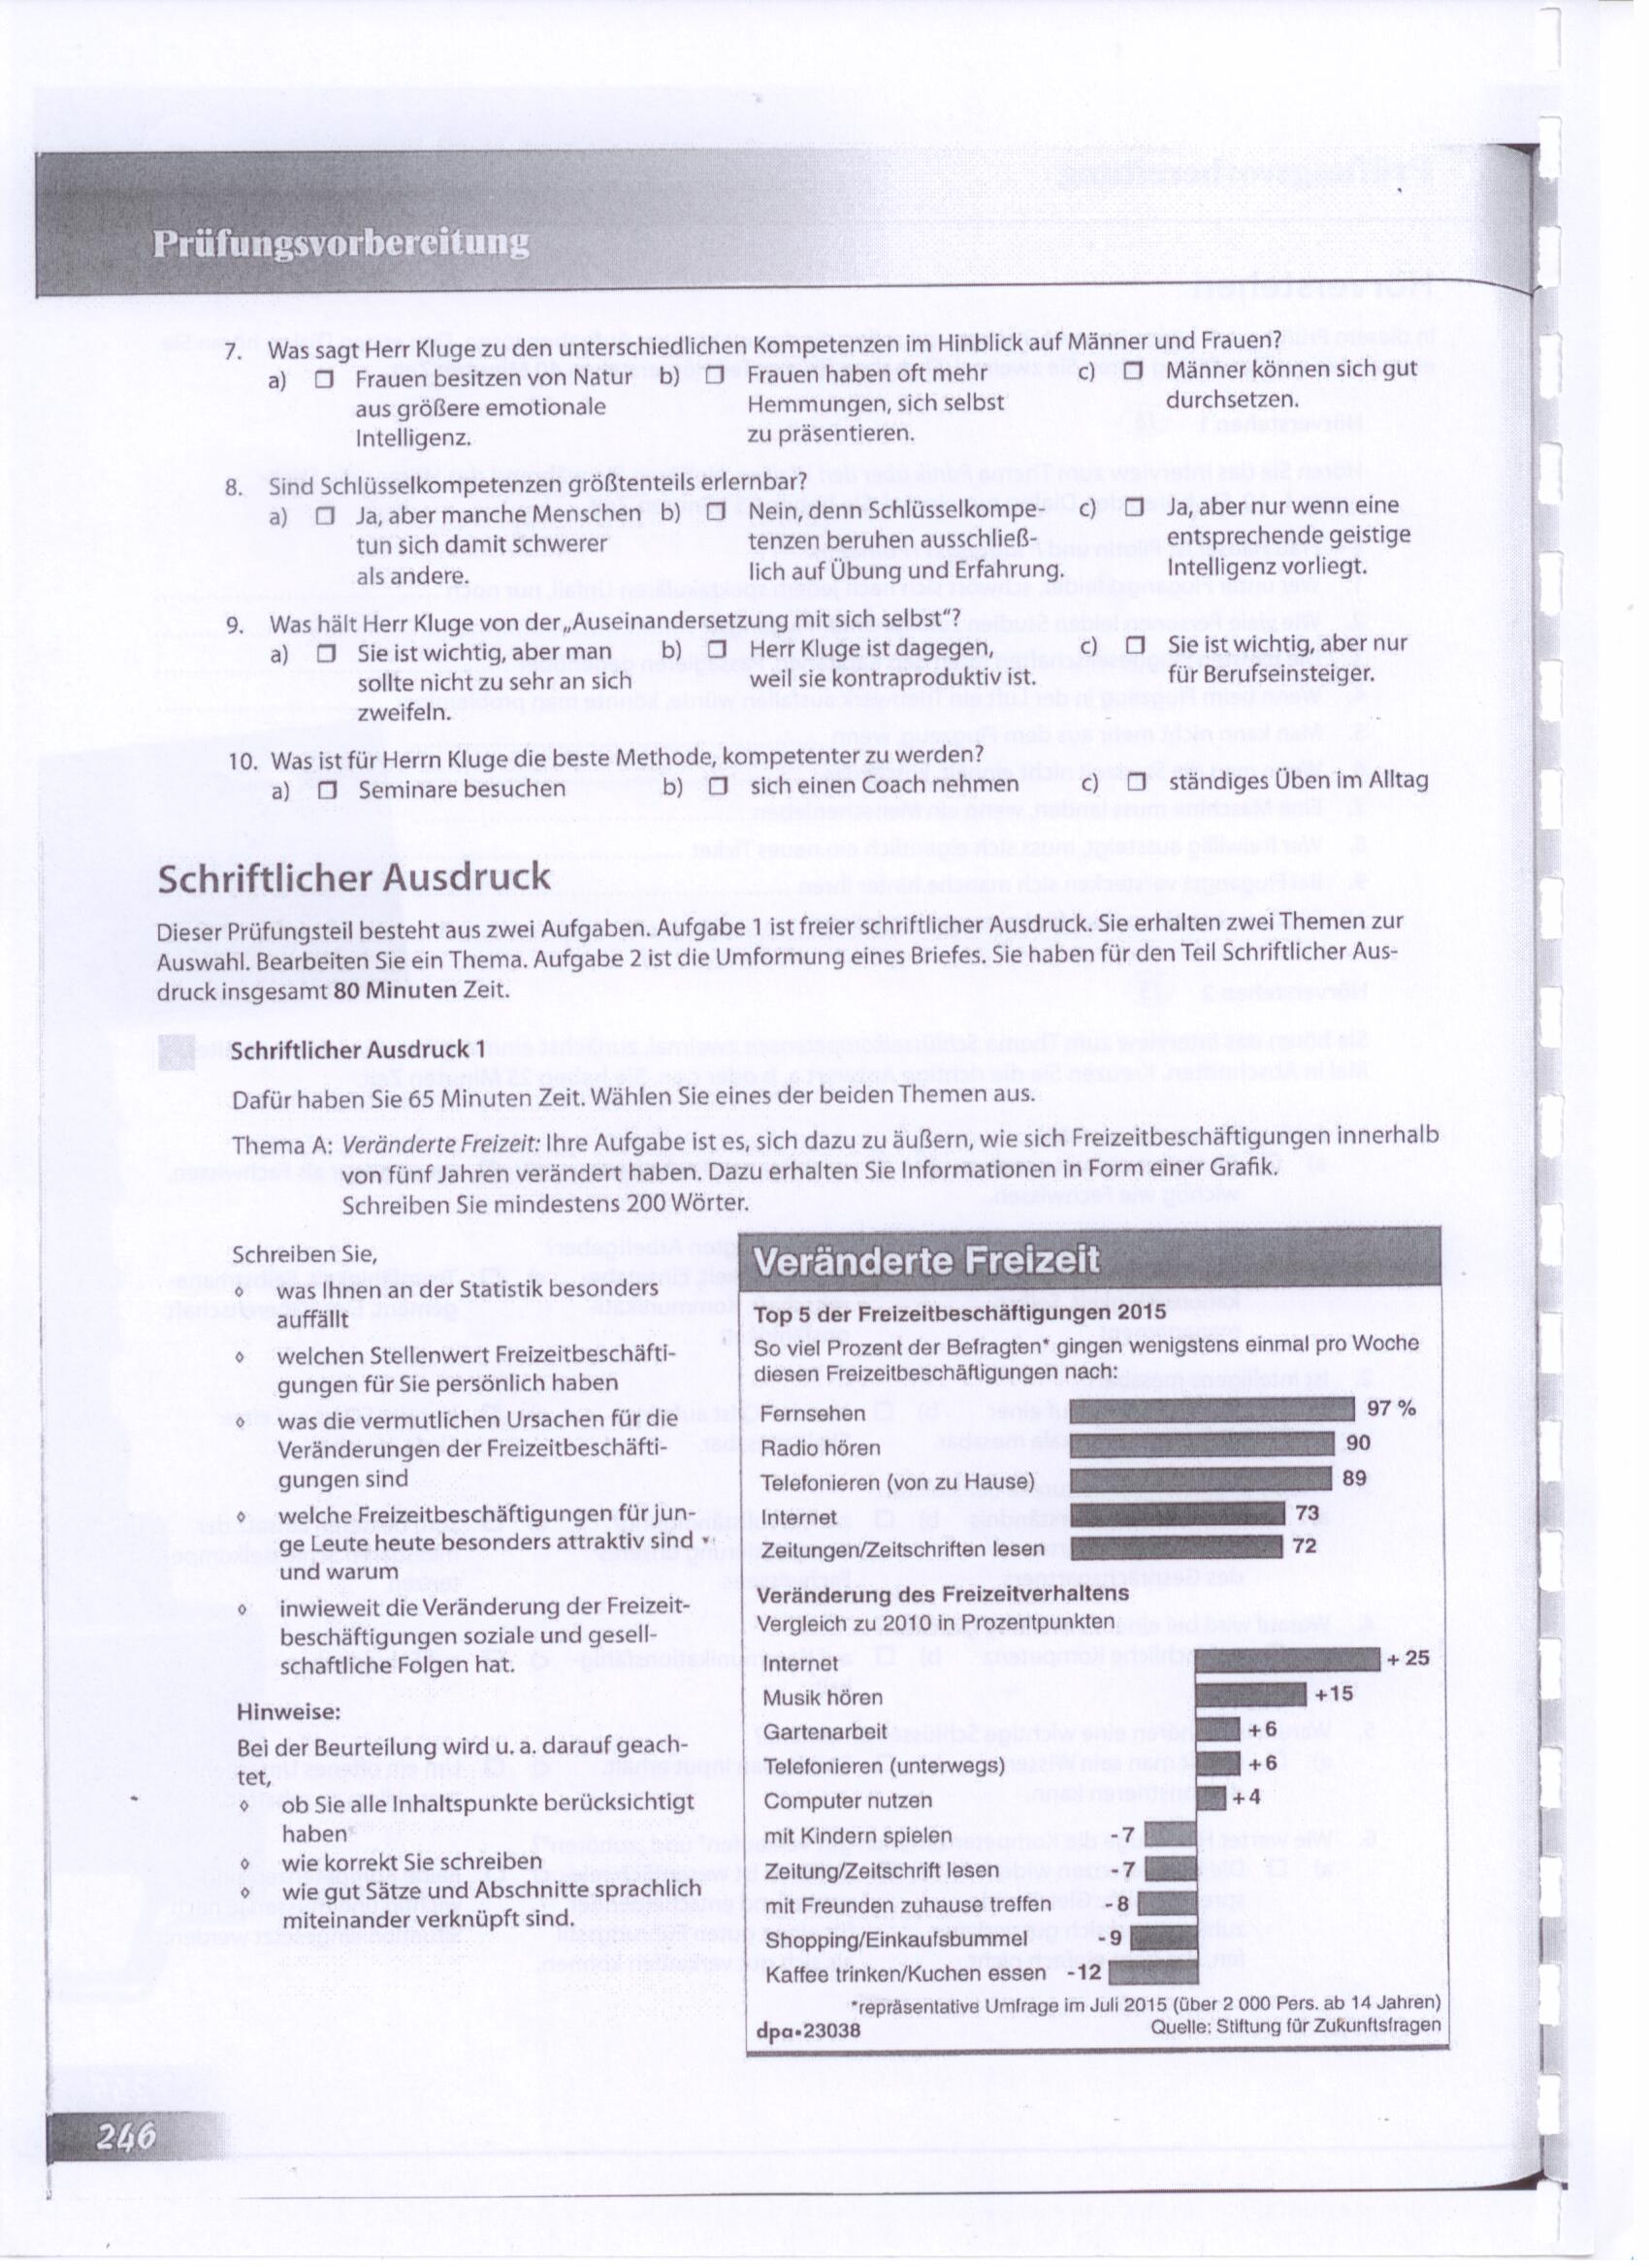 Prüfungsvorbereitung
7. Was sagt Herr Kluge zu den unterschiedlichen Kompetenzen im Hinblick auf Männer und Frauen?
a) ☐ Frauen besitzen von Natur aus größere emotionale Intelligenz.
b) ☐ Frauen haben oft mehr Hemmungen, sich selbst zu präsentieren.
c) ☐ Männer können sich gut durchsetzen.
8. Sind Schlüsselkompetenzen größtenteils erlernbar?
a) ☐ Ja, aber manche Menschen tun sich damit schwerer als andere.
b) ☐ Nein, denn Schlüsselkompe-
tenzen beruhen ausschließ-
lich auf Übung und Erfahrung.
c) ☐ Ja, aber nur wenn eine entsprechende geistige Intelligenz vorliegt.
9. Was hält Herr Kluge von der „Auseinandersetzung mit sich selbst“?
a) ☐ Sie ist wichtig, aber man sollte nicht zu sehr an sich zweifeln.
b) ☐ Herr Kluge ist dagegen, weil sie kontraproduktiv ist.
c) ☐ Sie ist wichtig, aber nur für Berufseinsteiger.
10. Was ist für Herrn Kluge die beste Methode, kompetenter zu werden?
a) ☐ Seminare besuchen
b) ☐ sich einen Coach nehmen
c) ☐ ständiges Üben im Alltag
Schriftlicher Ausdruck
Dieser Prüfungsteil besteht aus zwei Aufgaben. Aufgabe 1 ist freier schriftlicher Ausdruck. Sie erhalten zwei Themen zur
Auswahl. Bearbeiten Sie ein Thema. Aufgabe 2 ist die Umformung eines Briefes. Sie haben für den Teil Schriftlicher Aus-
druck insgesamt 80 Minuten Zeit.
Schriftlicher Ausdruck 1
Dafür haben Sie 65 Minuten Zeit. Wählen Sie eines der beiden Themen aus.
Thema A: Veränderte Freizeit: Ihre Aufgabe ist es, sich dazu zu äußern, wie sich Freizeitbeschäftigungen innerhalb
von fünf Jahren verändert haben. Dazu erhalten Sie Informationen in Form einer Grafik.
Schreiben Sie mindestens 200 Wörter.
Schreiben Sie,
◊ was Ihnen an der Statistik besonders
auffällt
◊ welchen Stellenwert Freizeitbeschäfti-
gungen für Sie persönlich haben
◊ was die vermutlichen Ursachen für die
Veränderungen der Freizeitbeschäfti-
gungen sind
◊ welche Freizeitbeschäftigungen für jun-
ge Leute heute besonders attraktiv sind
und warum
◊ inwieweit die Veränderung der Freizeit-
beschäftigungen soziale und gesell-
schaftliche Folgen hat.
Hinweise:
Bei der Beurteilung wird u. a. darauf geach-
tet,
◊ ob Sie alle Inhaltspunkte berücksichtigt
haben
◊ wie korrekt Sie schreiben
◊ wie gut Sätze und Abschnitte sprachlich
miteinander verknüpft sind.
Veränderte Freizeit
Top 5 der Freizeitbeschäftigungen 2015
So viel Prozent der Befragten* gingen wenigstens einmal pro Woche
diesen Freizeitbeschäftigungen nach:
Fernsehen 97 %
Radio hören 90
Telefonieren (von zu Hause) 89
Internet 73
Zeitungen/Zeitschriften lesen 72
Veränderung des Freizeitverhaltens
Vergleich zu 2010 in Prozentpunkten
Internet + 25
Musik hören +15
Gartenarbeit +6
Telefonieren (unterwegs) +6
Computer nutzen +4
mit Kindern spielen -7
Zeitung/Zeitschrift lesen -7
mit Freunden zuhause treffen -8
Shopping/Einkaufsbummel -9
Kaffee trinken/Kuchen essen -12
*repräsentative Umfrage im Juli 2015 (über 2 000 Pers. ab 14 Jahren)
dpa•23038 Quelle: Stiftung für Zukunftsfragen
246